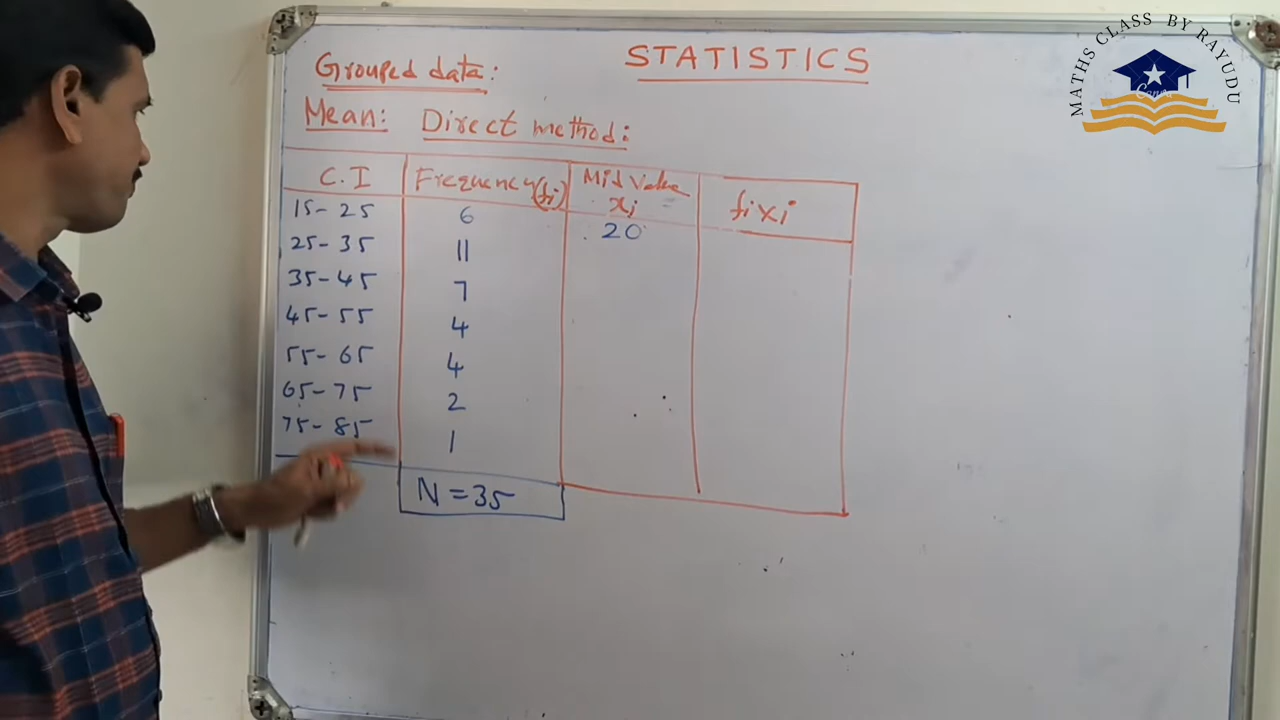 STATISTICS
Grouped data:
Mean: Direct method:
C.I Frequency(fi) Mid Value xi fixi
15-25 6 20
25-35 11
35-45 7
45-55 4
55-65 4
65-75 2
75-85 1
N=35
MATHS CLASS BY RAYUDU
Canva